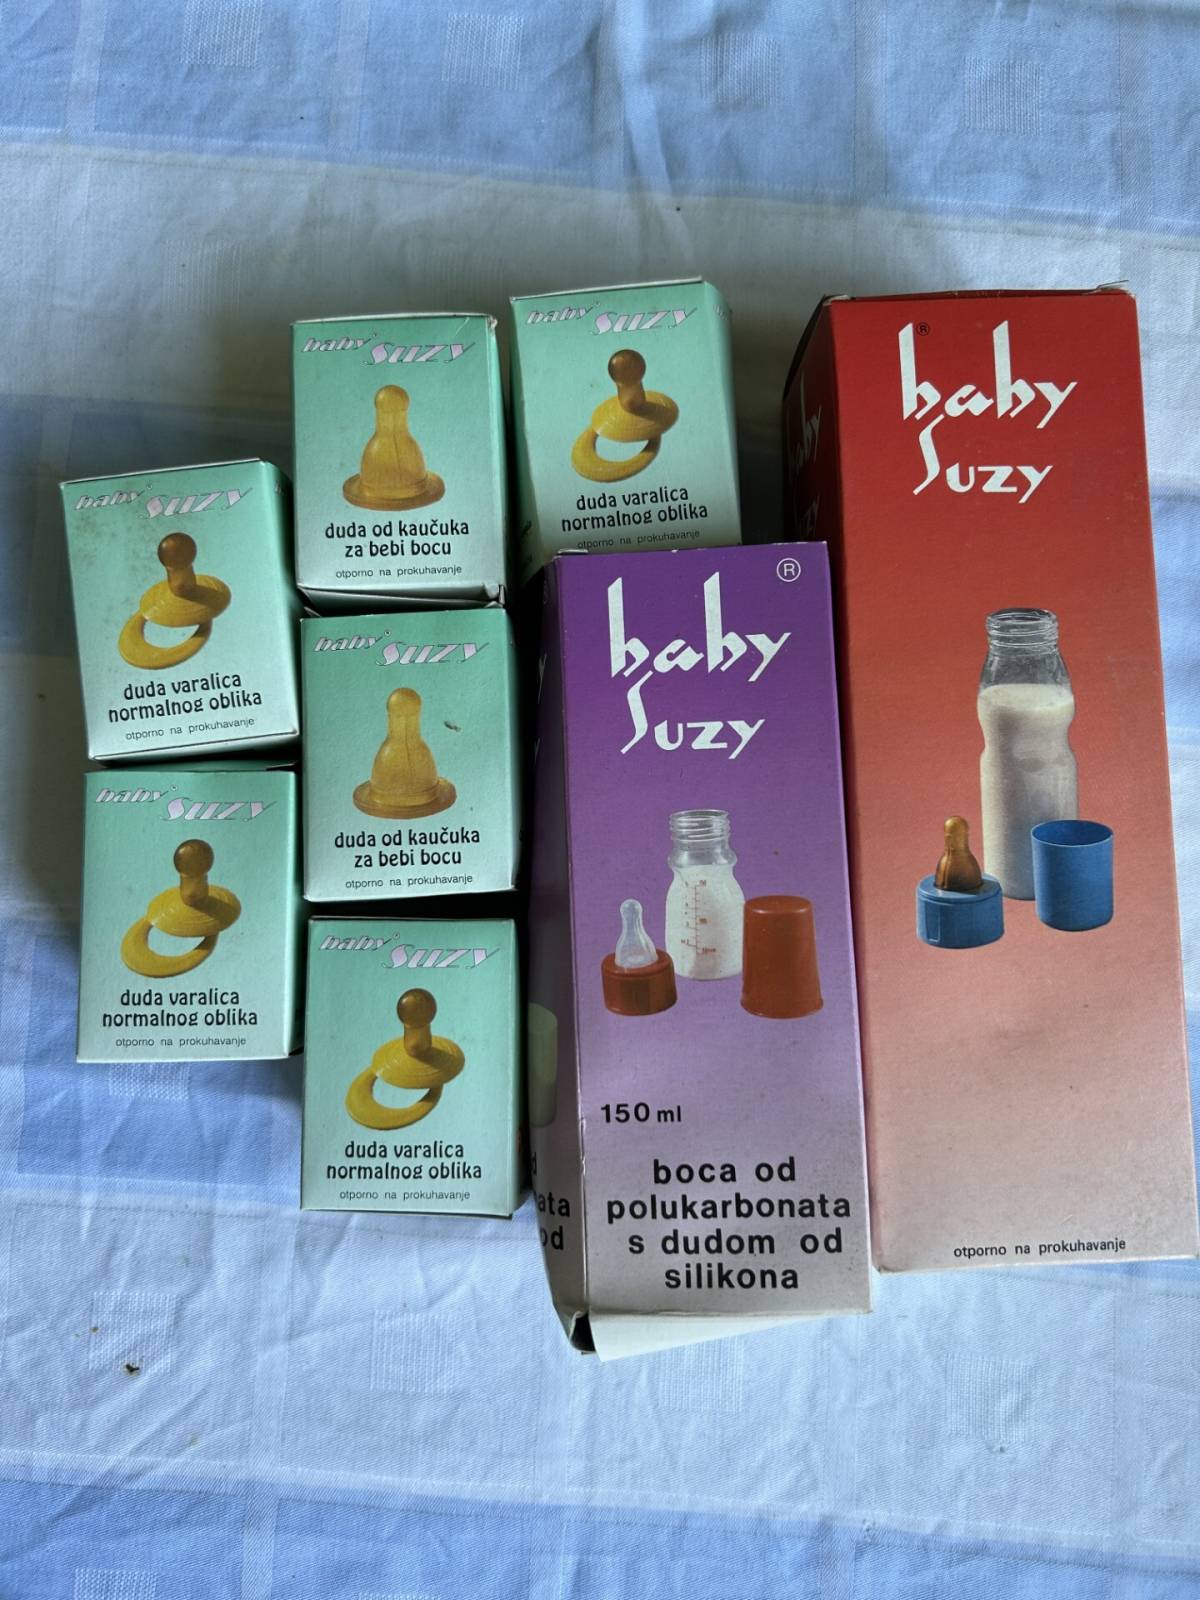 baby Suzy
duda varalica
normalnog oblika
otporno na prokuhavanje
baby Suzy
duda od kaučuka
za bebi bocu
otporno na prokuhavanje
baby Suzy
duda varalica
normalnog oblika
otporno na prokuhavanje
baby Suzy
duda od kaučuka
za bebi bocu
otporno na prokuhavanje
baby Suzy
duda varalica
normalnog oblika
otporno na prokuhavanje
baby Suzy
duda varalica
normalnog oblika
otporno na prokuhavanje
®
baby
Suzy
150 ml
boca od
polukarbonata
s dudom od
silikona
®
baby
Suzy
otporno na prokuhavanje